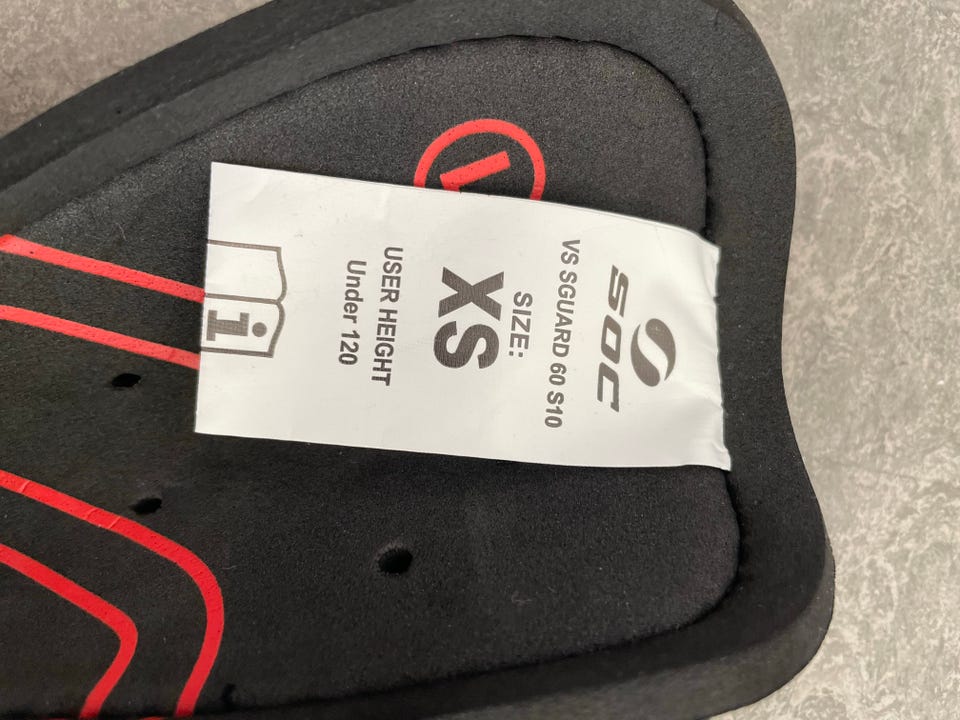 SOC
VS SGUARD 60 S10
SIZE:
XS
USER HEIGHT
Under 120
i